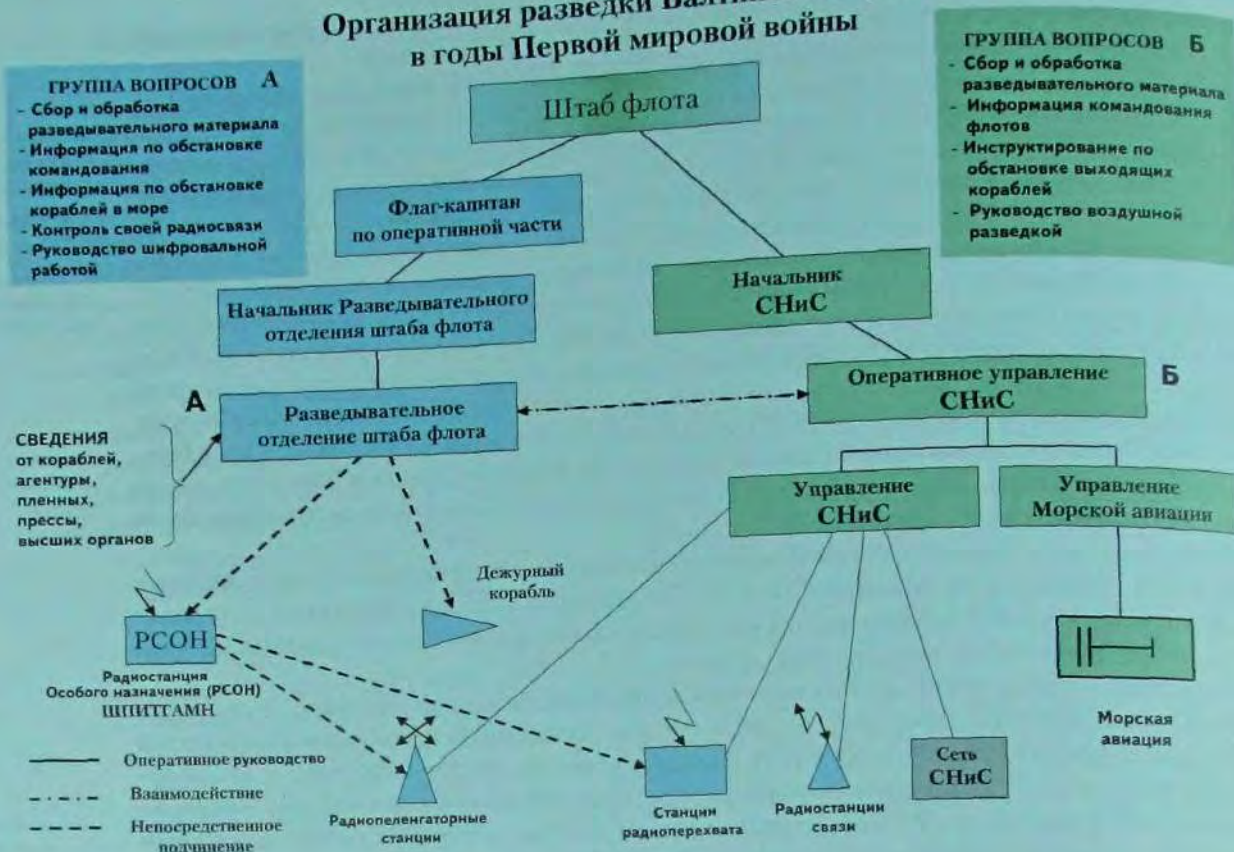 Организация разведки
в годы Первой мировой войны
ГРУППА ВОПРОСОВ А
- Сбор и обработка
разведывательного материала
- Информация по обстановке
командования
- Информация по обстановке
кораблей в море
- Контроль своей радиосвязи
- Руководство шифровальной
работой
ГРУППА ВОПРОСОВ Б
- Сбор и обработка
разведывательного материала
- Информация командования
флотов
- Инструктирование по
обстановке выходящих
кораблей
- Руководство воздушной
разведкой
Штаб флота
Флаг-капитан
по оперативной части
Начальник Разведывательного
отделения штаба флота
Начальник
СНиС
А
Разведывательное
отделение штаба флота
Оперативное управление
СНиС
Б
СВЕДЕНИЯ
от кораблей,
агентуры,
пленных,
прессы,
высших органов
Управление
СНиС
Управление
Морской авиации
Дежурный
корабль
РСОН
Радиостанция
Особого назначения (РСОН)
ШПИТГАМН
Морская
авиация
Сеть
СНиС
Радиопеленгаторные
станции
Станции
радиоперехвата
Радиостанции
связи
Оперативное руководство
Взаимодействие
Непосредственное
подчинение